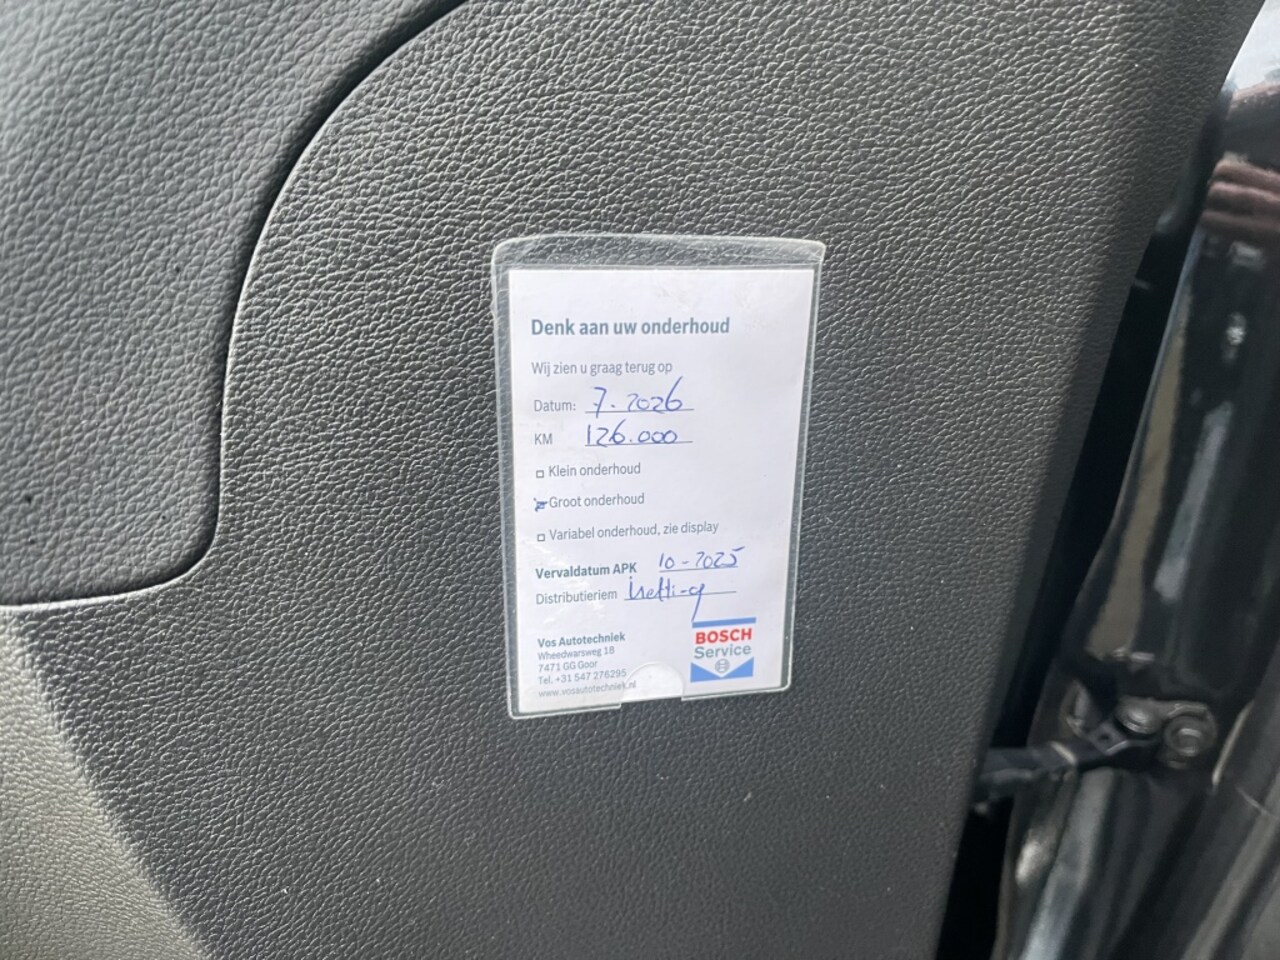 Denk aan uw onderhoud
Wij zien u graag terug op
Datum: 7-2026
KM 126.000
Klein onderhoud
Groot onderhoud
Variabel onderhoud, zie display
Vervaldatum APK 10-2025
Distributieriem ketting
Vos Autotechniek
Wheedwarsweg 18
7471 GG Goor
Tel. +31 547 276295
www.vosautotechniek.nl
BOSCH
Service